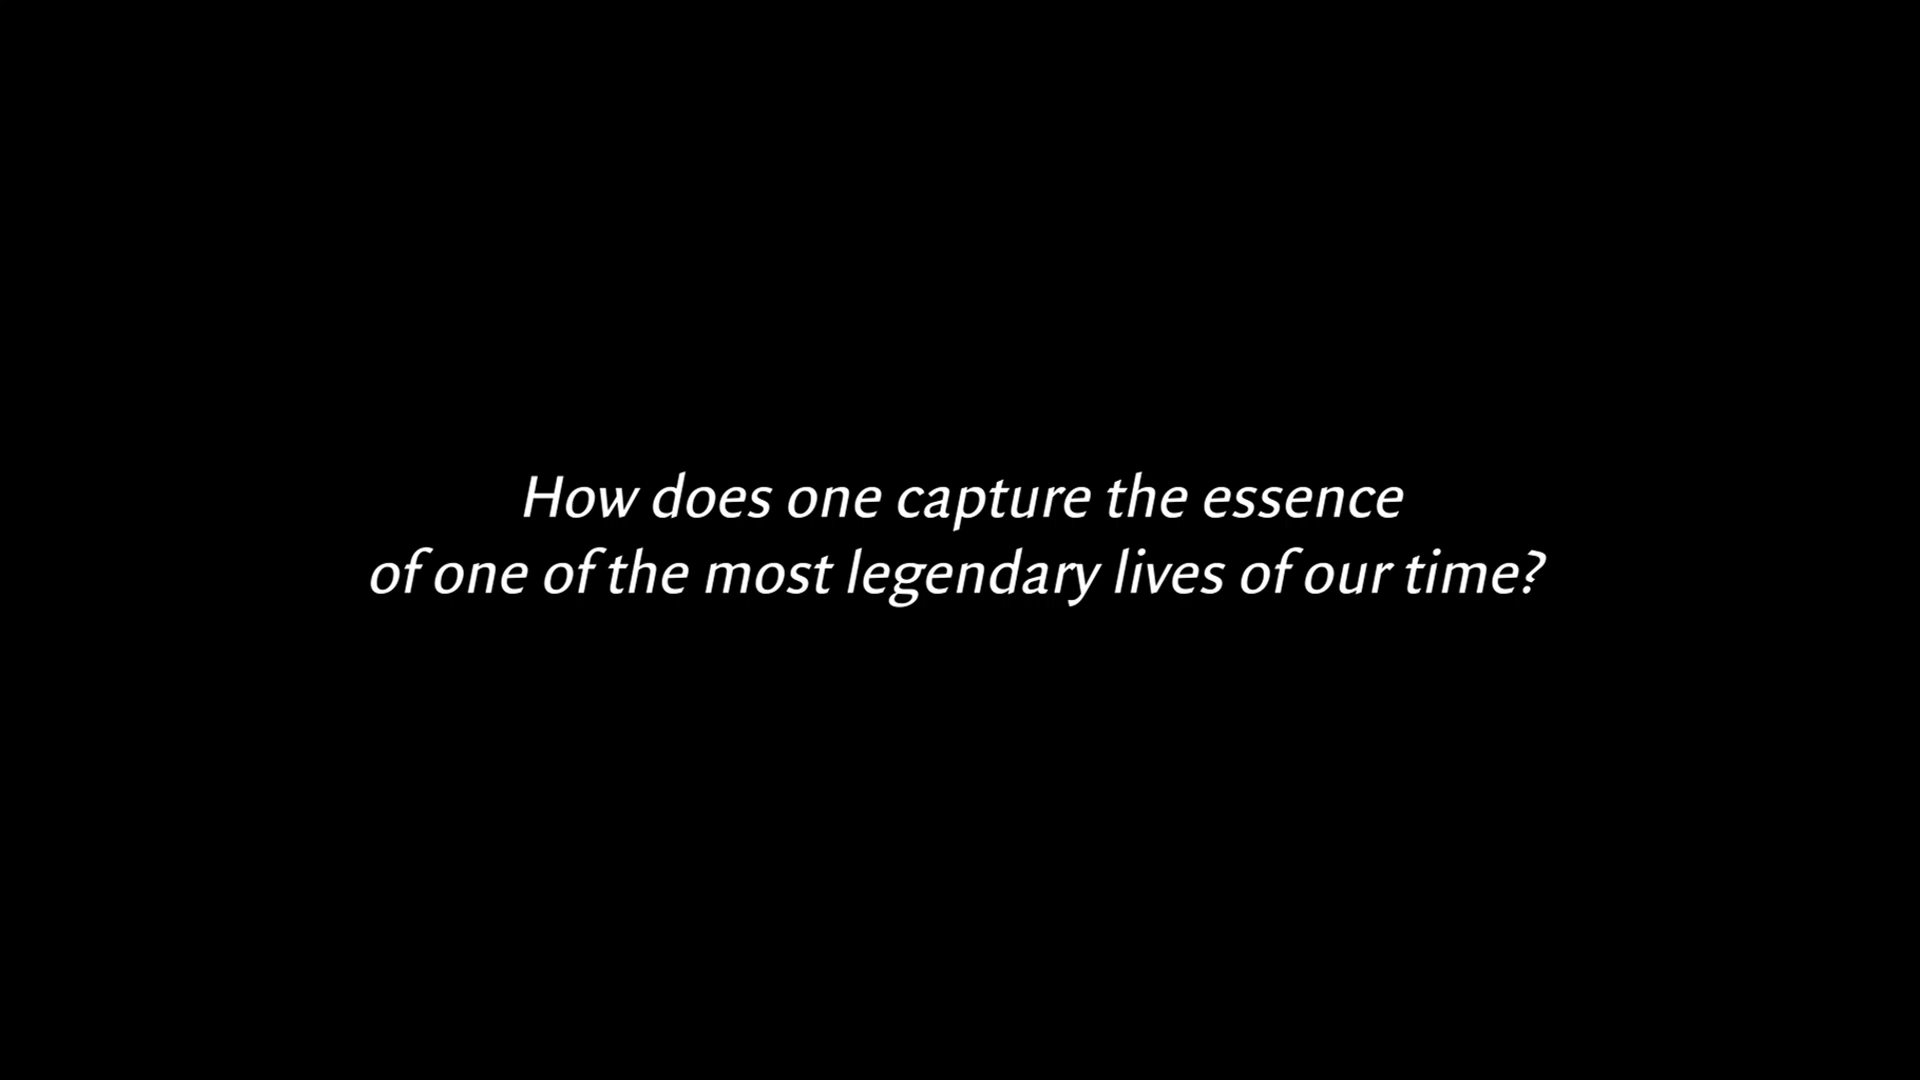 How does one capture the essence
of one of the most legendary lives of our time?